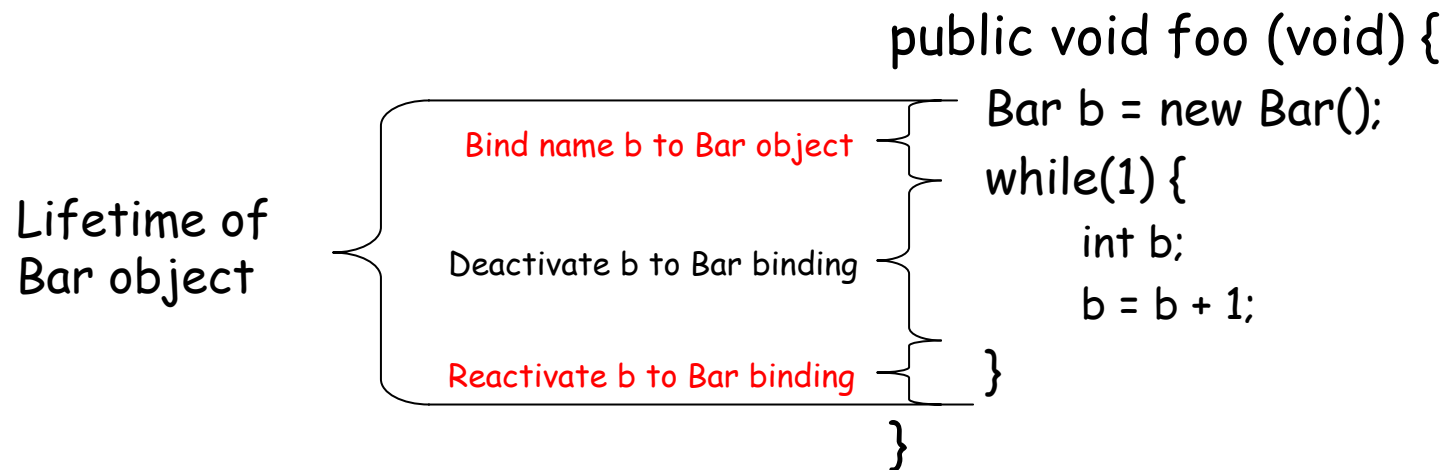 public void foo (void) {
Bar b = new Bar();
Bind name b to Bar object
while(1) {
Lifetime of
Bar object
int b;
Deactivate b to Bar binding
b = b + 1;
Reactivate b to Bar binding
}
}